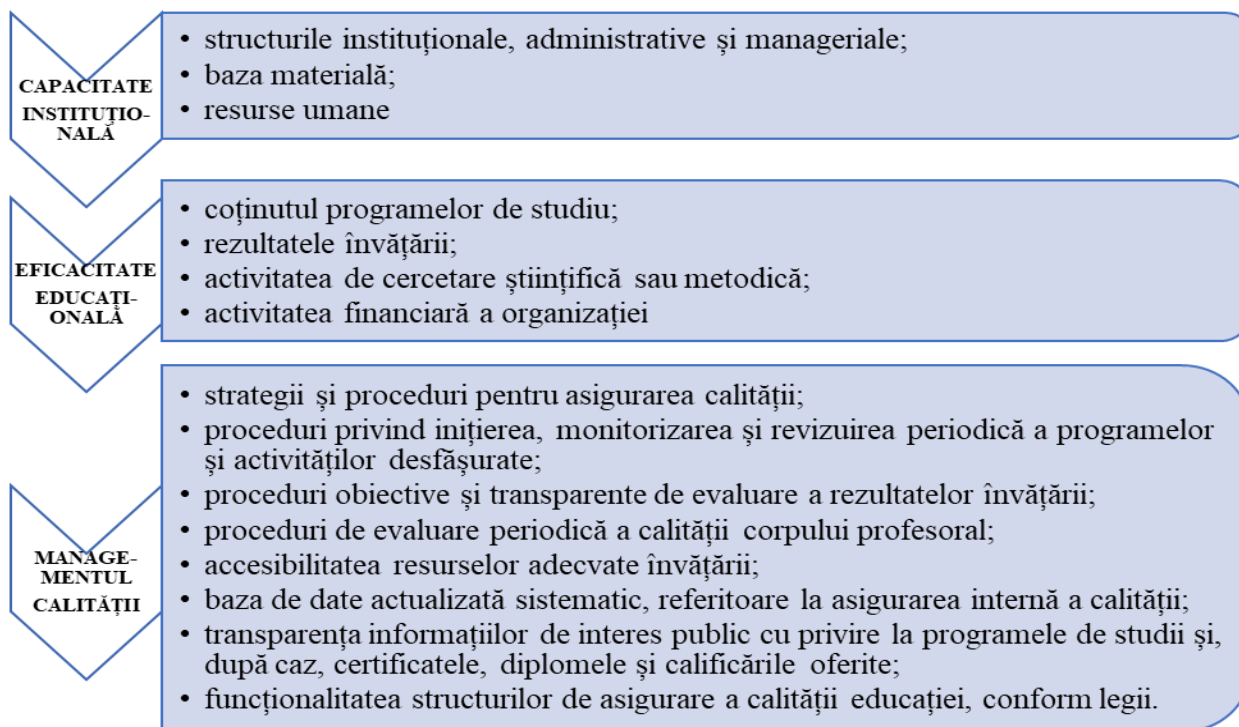 CAPACITATE
INSTITUȚIO-
NALĂ
• structurile instituționale, administrative și manageriale;
• baza materială;
• resurse umane
EFICACITATE
EDUCAȚI-
ONALĂ
• coținutul programelor de studiu;
• rezultatele învățării;
• activitatea de cercetare științifică sau metodică;
• activitatea financiară a organizației
MANAGE-
MENTUL
CALITĂȚII
• strategii și proceduri pentru asigurarea calității;
• proceduri privind inițierea, monitorizarea și revizuirea periodică a programelor
și activităților desfășurate;
• proceduri obiective și transparente de evaluare a rezultatelor învățării;
• proceduri de evaluare periodică a calității corpului profesoral;
• accesibilitatea resurselor adecvate învățării;
• baza de date actualizată sistematic, referitoare la asigurarea internă a calității;
• transparența informațiilor de interes public cu privire la programele de studii și,
după caz, certificatele, diplomele și calificările oferite;
• funcționalitatea structurilor de asigurare a calității educației, conform legii.